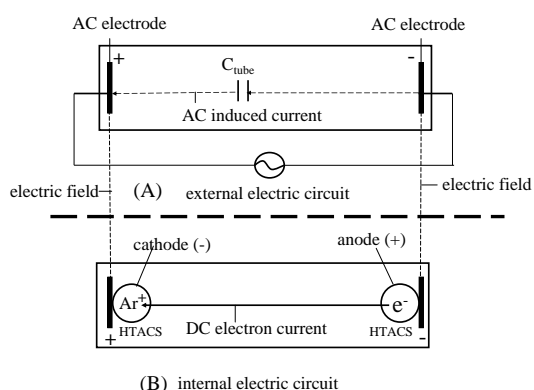 AC electrode AC electrode
+ -
C_tube
AC induced current
electric field (A) external electric circuit electric field
cathode (-) anode (+)
Ar+ e-
HTACS DC electron current HTACS
+ -
(B) internal electric circuit